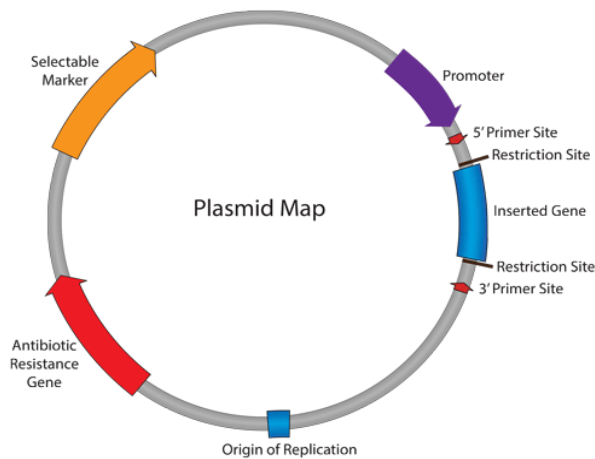 Selectable
Marker
Promoter
5' Primer Site
Restriction Site
Plasmid Map
Inserted Gene
Restriction Site
3' Primer Site
Antibiotic
Resistance
Gene
Origin of Replication